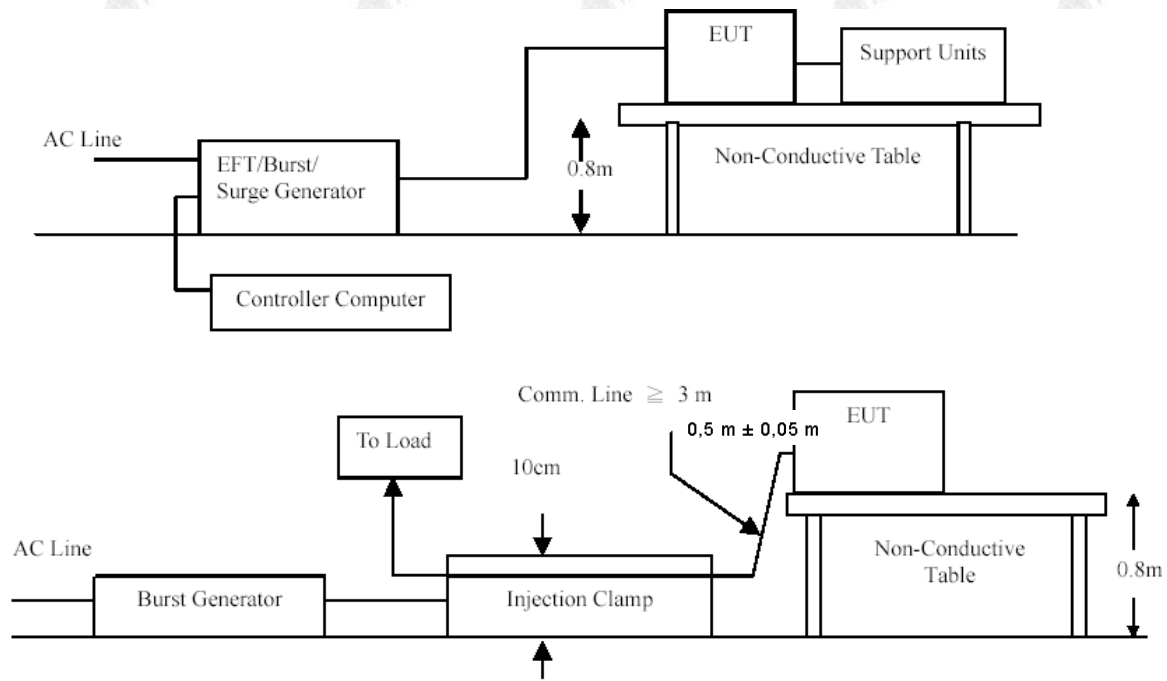 EUT
Support Units
AC Line
EFT/Burst/
Surge Generator
0.8m
Non-Conductive Table
Controller Computer
Comm. Line ≧ 3 m
0,5 m ± 0,05 m
EUT
To Load
10cm
AC Line
Burst Generator
Injection Clamp
Non-Conductive
Table
0.8m